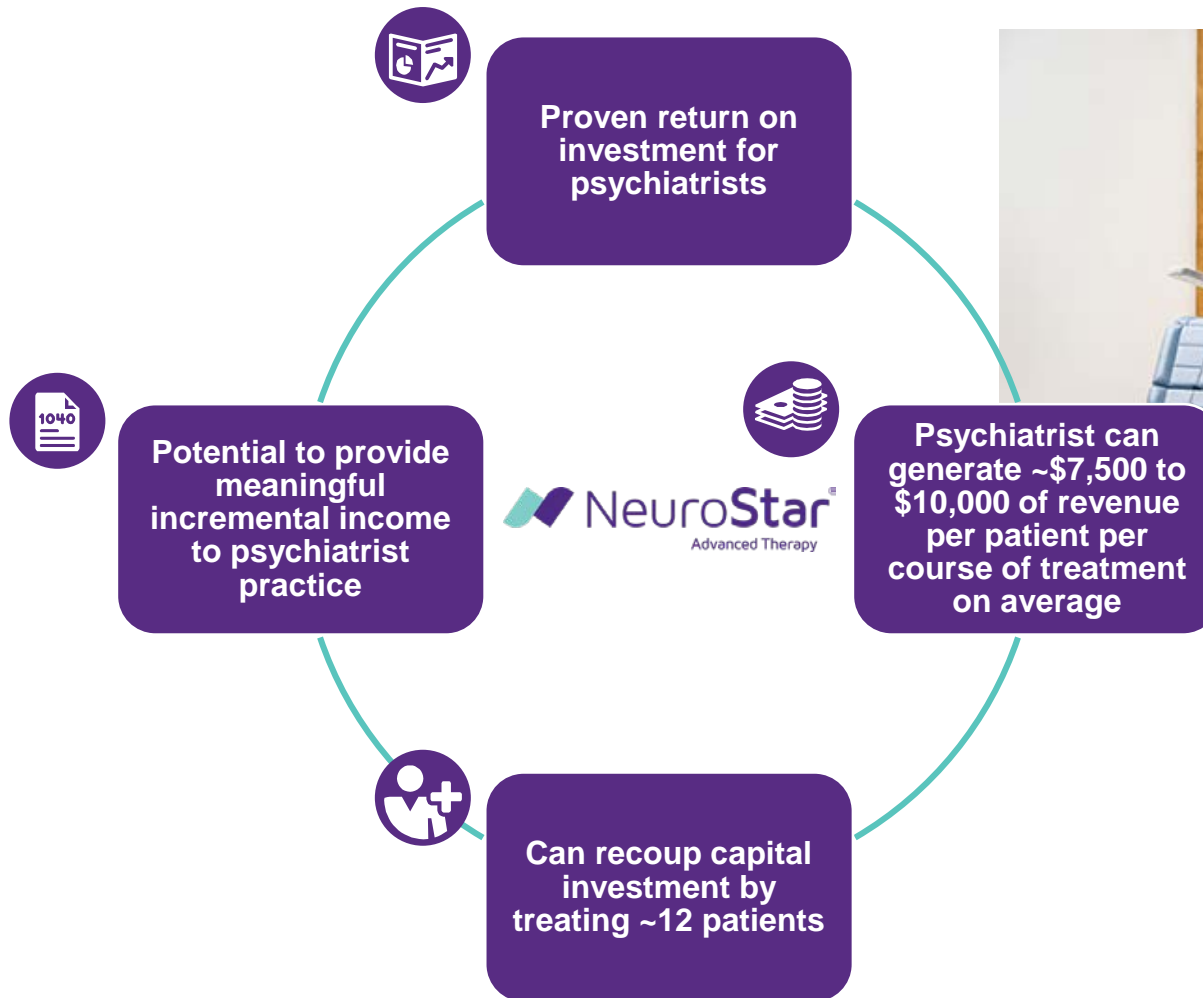 Proven return on
investment for
psychiatrists
1040
Potential to provide
meaningful
incremental income
to psychiatrist
practice
NeuroStar®
Advanced Therapy
Psychiatrist can
generate ~$7,500 to
$10,000 of revenue
per patient per
course of treatment
on average
Can recoup capital
investment by
treating ~12 patients